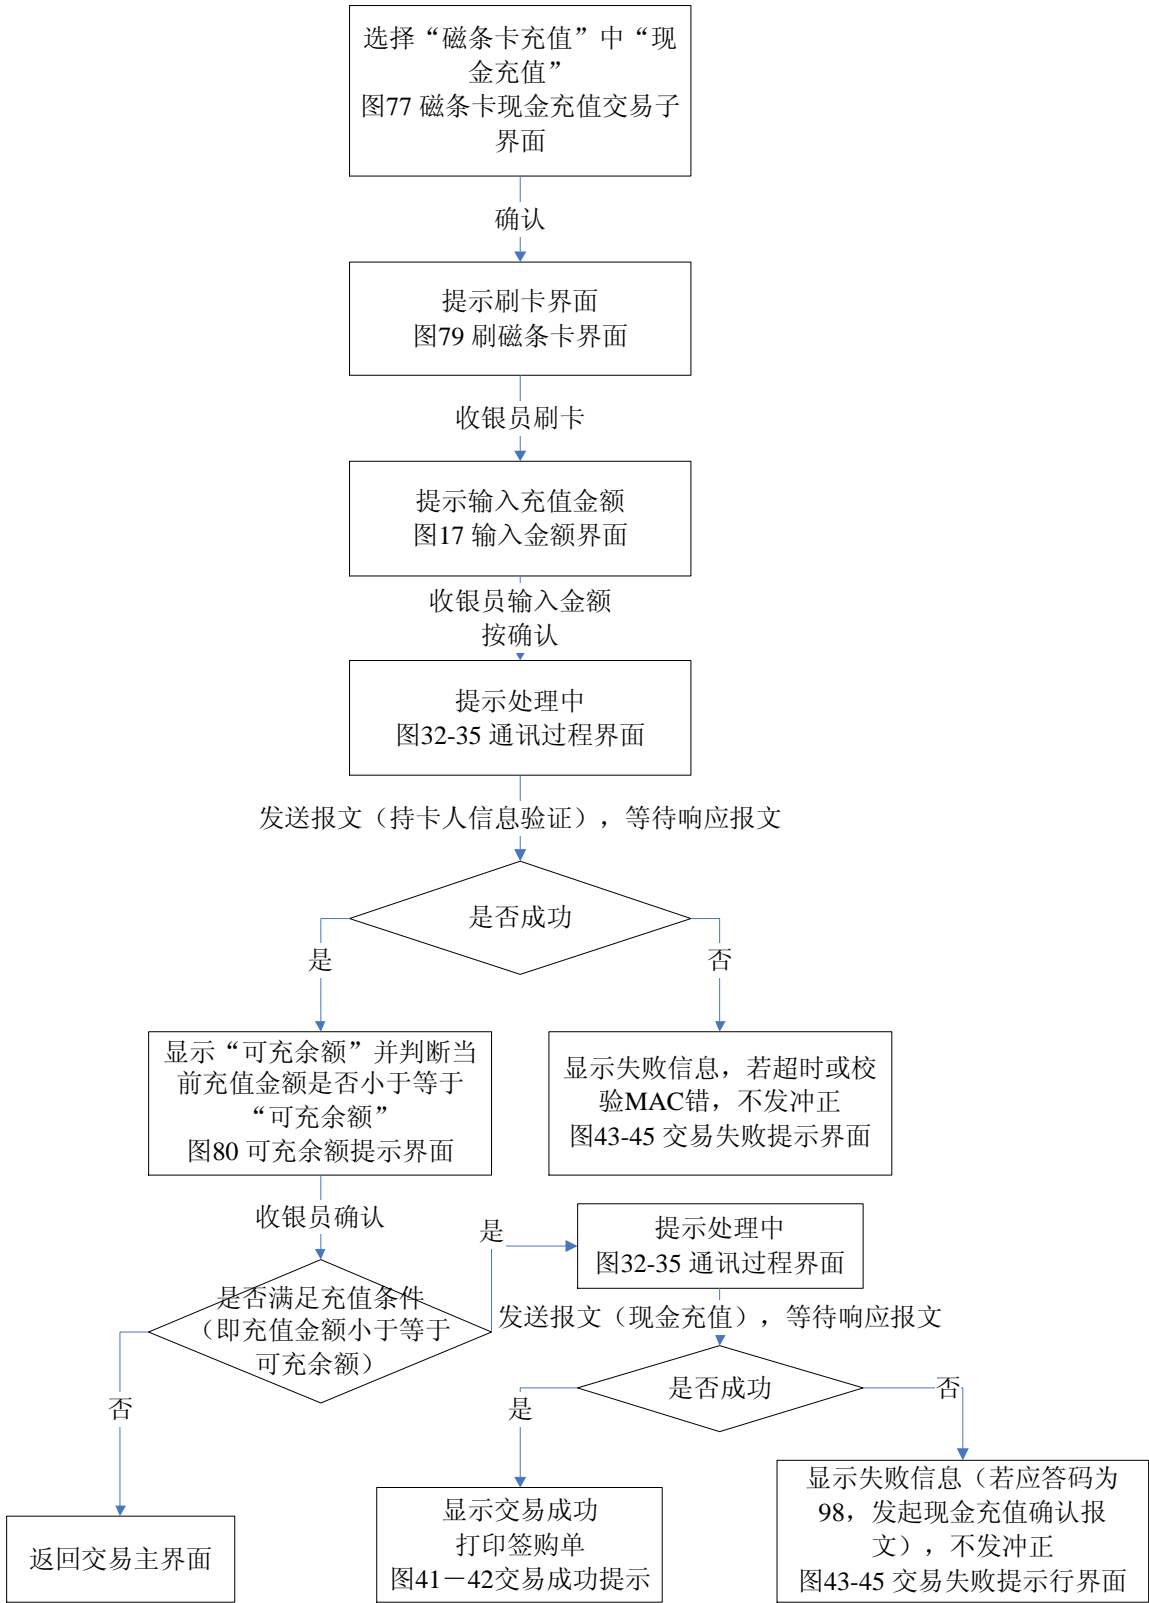 选择“磁条卡充值”中“现
金充值”
图77 磁条卡现金充值交易子
界面
确认
提示刷卡界面
图79 刷磁条卡界面
收银员刷卡
提示输入充值金额
图17 输入金额界面
收银员输入金额
按确认
提示处理中
图32-35 通讯过程界面
发送报文（持卡人信息验证），等待响应报文
是否成功
是
否
显示“可充余额”并判断当
前充值金额是否小于等于
“可充余额”
图80 可充余额提示界面
显示失败信息，若超时或校
验MAC错，不发冲正
图43-45 交易失败提示界面
收银员确认
是
提示处理中
图32-35 通讯过程界面
是否满足充值条件
（即充值金额小于等于
可充余额）
发送报文（现金充值），等待响应报文
是否成功
否
是
否
显示交易成功
打印签购单
图41－42交易成功提示
显示失败信息（若应答码为
98，发起现金充值确认报
文），不发冲正
图43-45 交易失败提示行界面
返回交易主界面